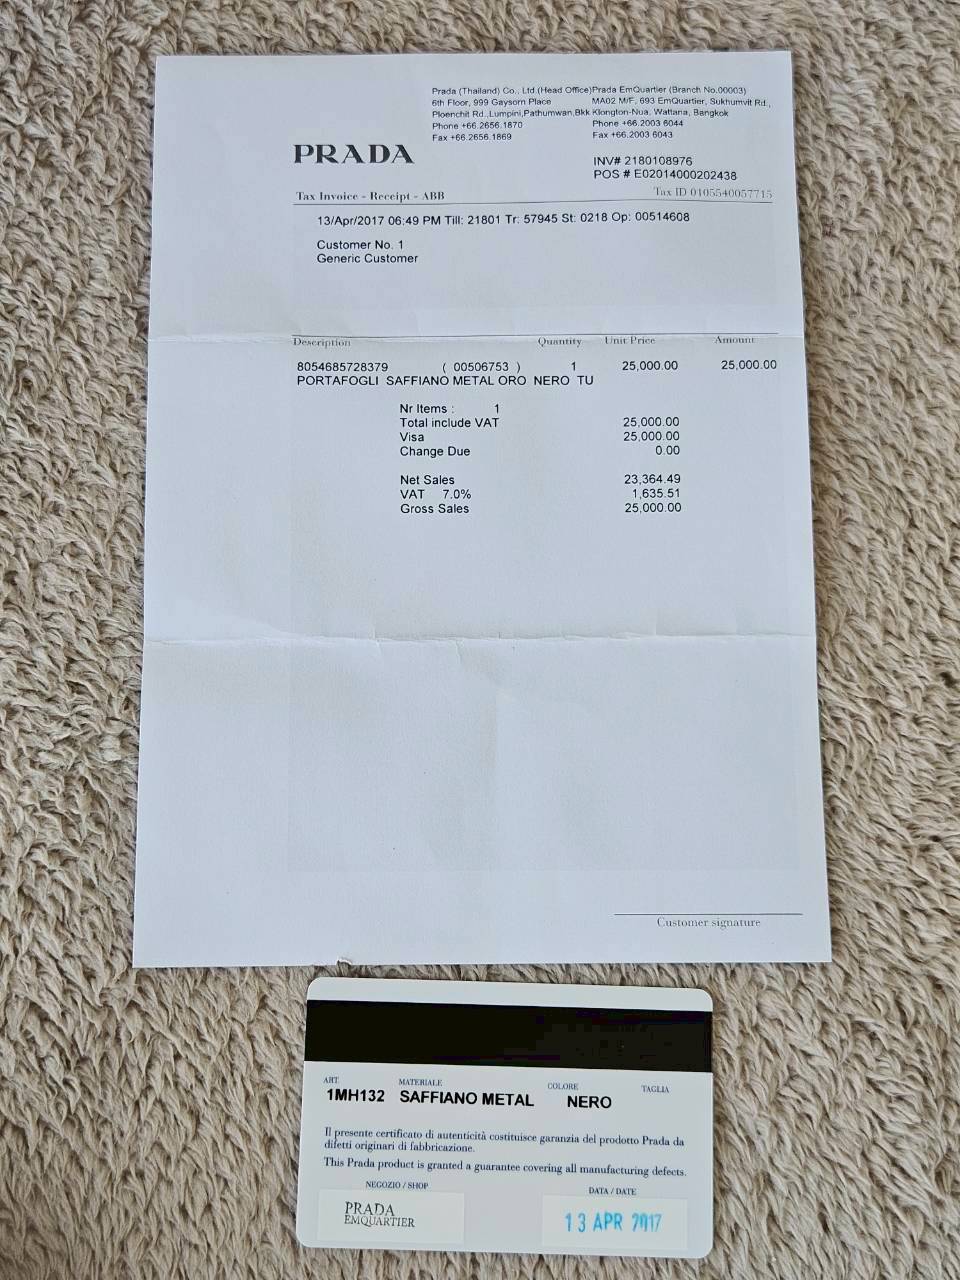 Prada (Thailand) Co., Ltd.(Head Office)
6th Floor, 999 Gaysorn Place
Ploenchit Rd.,Lumpini,Pathumwan,Bkk
Phone +66.2656.1870
Fax +66.2656.1869
Prada EmQuartier (Branch No.00003)
MA02 M/F, 693 EmQuartier, Sukhumvit Rd.,
Klongton-Nua, Wattana, Bangkok
Phone +66.2003 6044
Fax +66.2003 6043
PRADA
INV# 2180108976
POS # E02014000202438
Tax Invoice - Receipt - ABB
Tax ID 0105540057715
13/Apr/2017 06:49 PM Till: 21801 Tr: 57945 St: 0218 Op: 00514608
Customer No. 1
Generic Customer
Description Quantity Unit Price Amount
8054685728379 ( 00506753 ) 1 25,000.00 25,000.00
PORTAFOGLI SAFFIANO METAL ORO NERO TU
Nr Items : 1
Total include VAT 25,000.00
Visa 25,000.00
Change Due 0.00
Net Sales 23,364.49
VAT 7.0% 1,635.51
Gross Sales 25,000.00
Customer signature
ART. MATERIALE COLORE TAGLIA
1MH132 SAFFIANO METAL NERO
Il presente certificato di autenticità costituisce garanzia del prodotto Prada da
difetti originari di fabbricazione.
This Prada product is granted a guarantee covering all manufacturing defects.
NEGOZIO / SHOP DATA / DATE
PRADA
EMQUARTIER
13 APR 2017